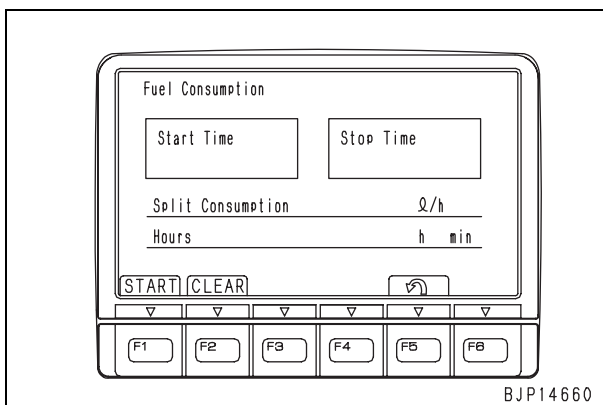 Fuel Consumption
Start Time Stop Time
Split Consumption ℓ/h
Hours h min
START CLEAR
F1 F2 F3 F4 F5 F6
BJP14660